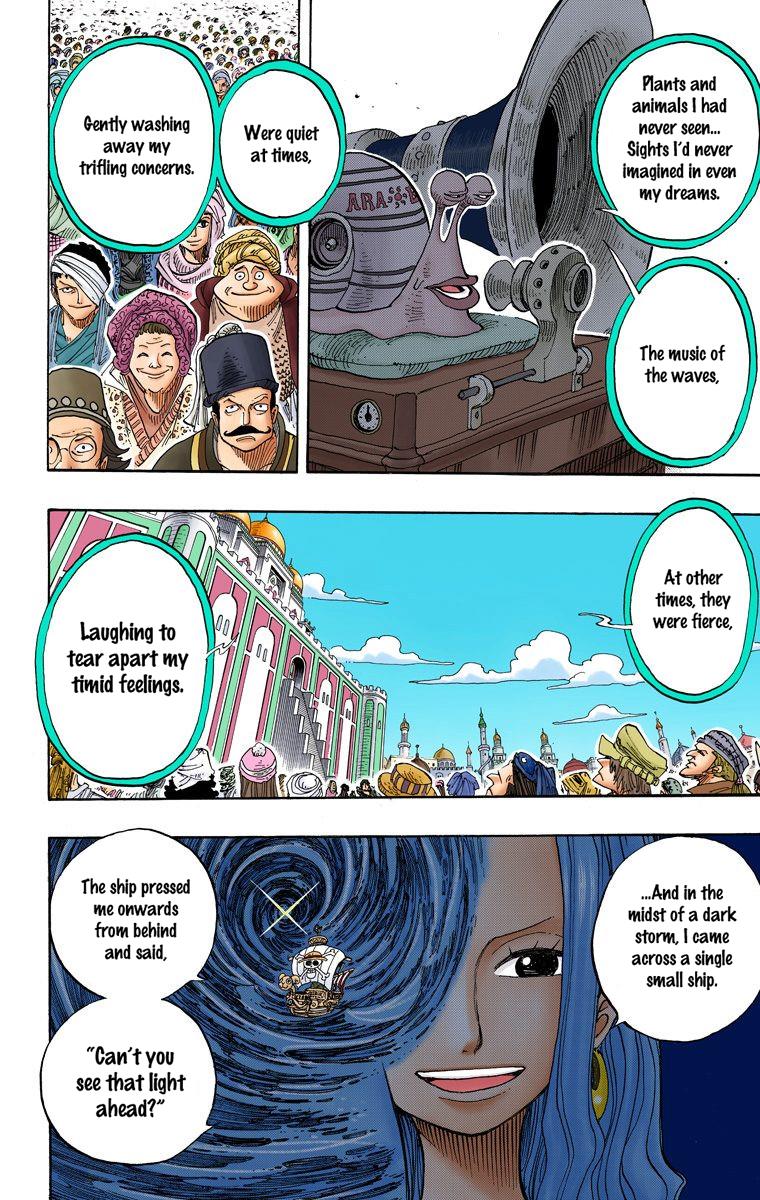 Plants and
animals I had
never seen...
Sights I'd never
imagined in even
my dreams.
The music of
the waves,
ARA
Were quiet
at times,
Gently washing
away my
trifling concerns.
At other
times, they
were fierce,
Laughing to
tear apart my
timid feelings.
...And in the
midst of a dark
storm, I came
across a single
small ship.
The ship pressed
me onwards
from behind
and said,
"Can't you
see that light
ahead?"